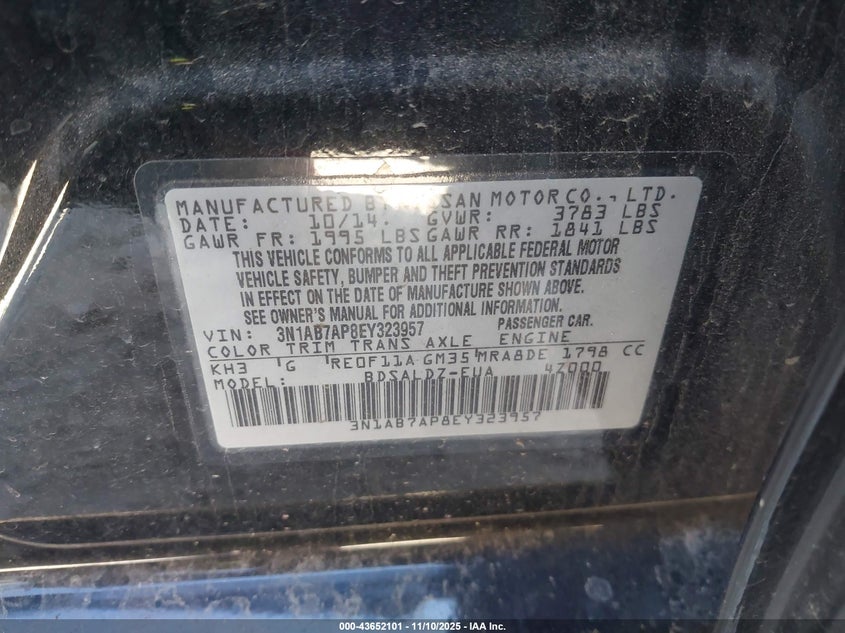 MANUFACTURED BY NISSAN MOTOR CO., LTD.
DATE: 10/14 GVWR: 3783 LBS
GAWR FR: 1995 LBS GAWR RR: 1841 LBS
THIS VEHICLE CONFORMS TO ALL APPLICABLE FEDERAL MOTOR
VEHICLE SAFETY, BUMPER AND THEFT PREVENTION STANDARDS
IN EFFECT ON THE DATE OF MANUFACTURE SHOWN ABOVE.
SEE OWNER'S MANUAL FOR ADDITIONAL INFORMATION.
VIN: 3N1AB7AP8EY323957 PASSENGER CAR.
COLOR TRIM TRANS AXLE ENGINE
KH3 G RE0F11A GM35 MRA8DE 1798 CC
MODEL: BDSALDZ-EUA 47000
3N1AB7AP8EY323957
000-43652101 - 11/10/2025 - IAA Inc.